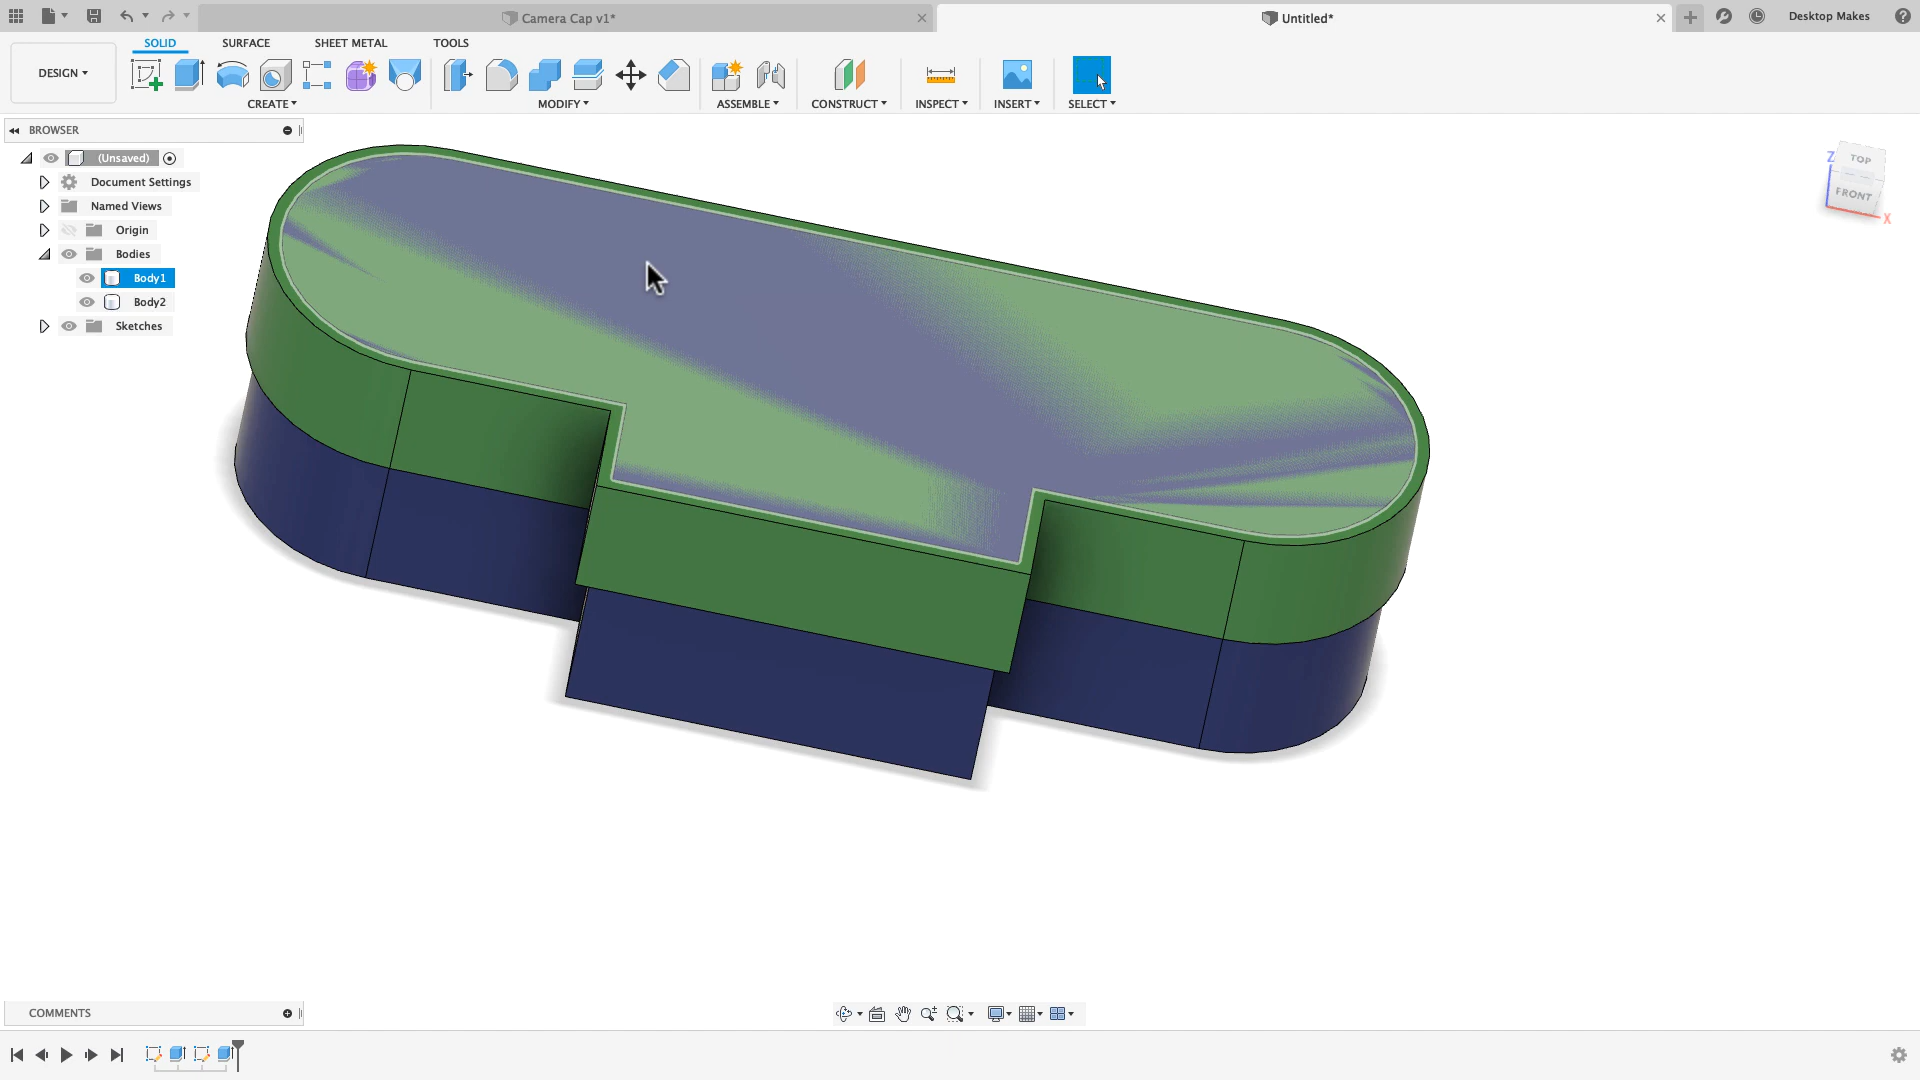 Camera Cap v1*
Untitled*
Desktop Makes
SOLID
SURFACE
SHEET METAL
TOOLS
DESIGN
CREATE
MODIFY
ASSEMBLE
CONSTRUCT
INSPECT
INSERT
SELECT
BROWSER
(Unsaved)
Document Settings
Named Views
Origin
Bodies
Body1
Body2
Sketches
Z
TOP
FRONT
X
COMMENTS